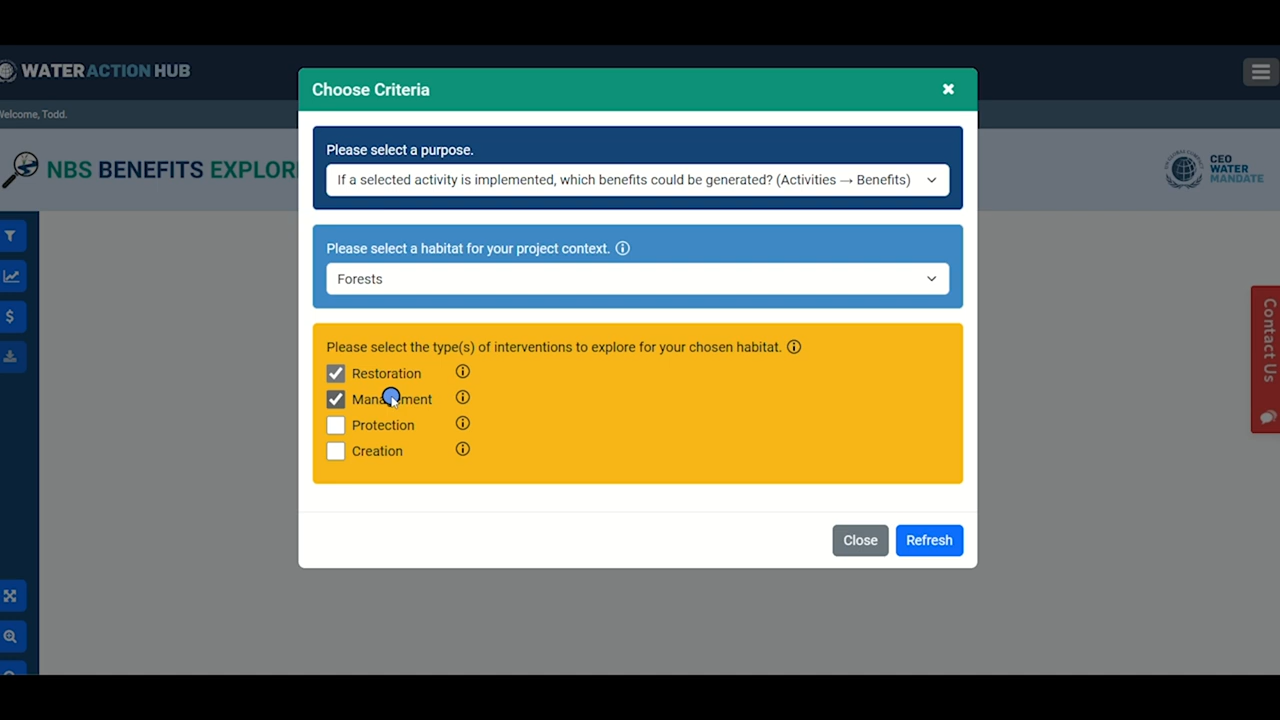 WATER ACTION HUB
Choose Criteria
Welcome, Todd.
Please select a purpose.
If a selected activity is implemented, which benefits could be generated? (Activities → Benefits)
NBS BENEFITS EXPLOR
CEO
WATER
MANDATE
Please select a habitat for your project context.
Forests
Please select the type(s) of interventions to explore for your chosen habitat.
Restoration
Management
Protection
Creation
Contact Us
Close
Refresh